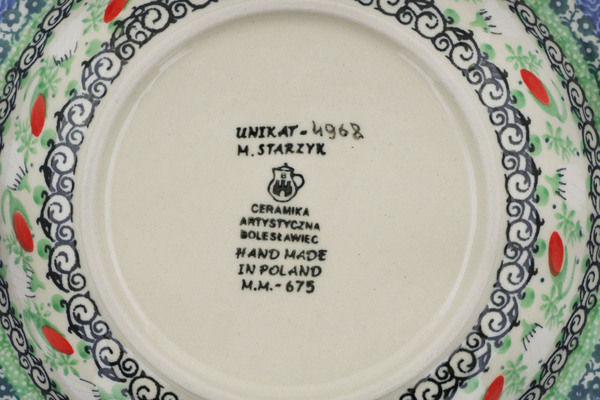 UNIKAT - 4968
M. STARZYK
CERAMIKA
ARTYSTYCZNA
BOLESŁAWIEC
HAND MADE
IN POLAND
M.M.-675